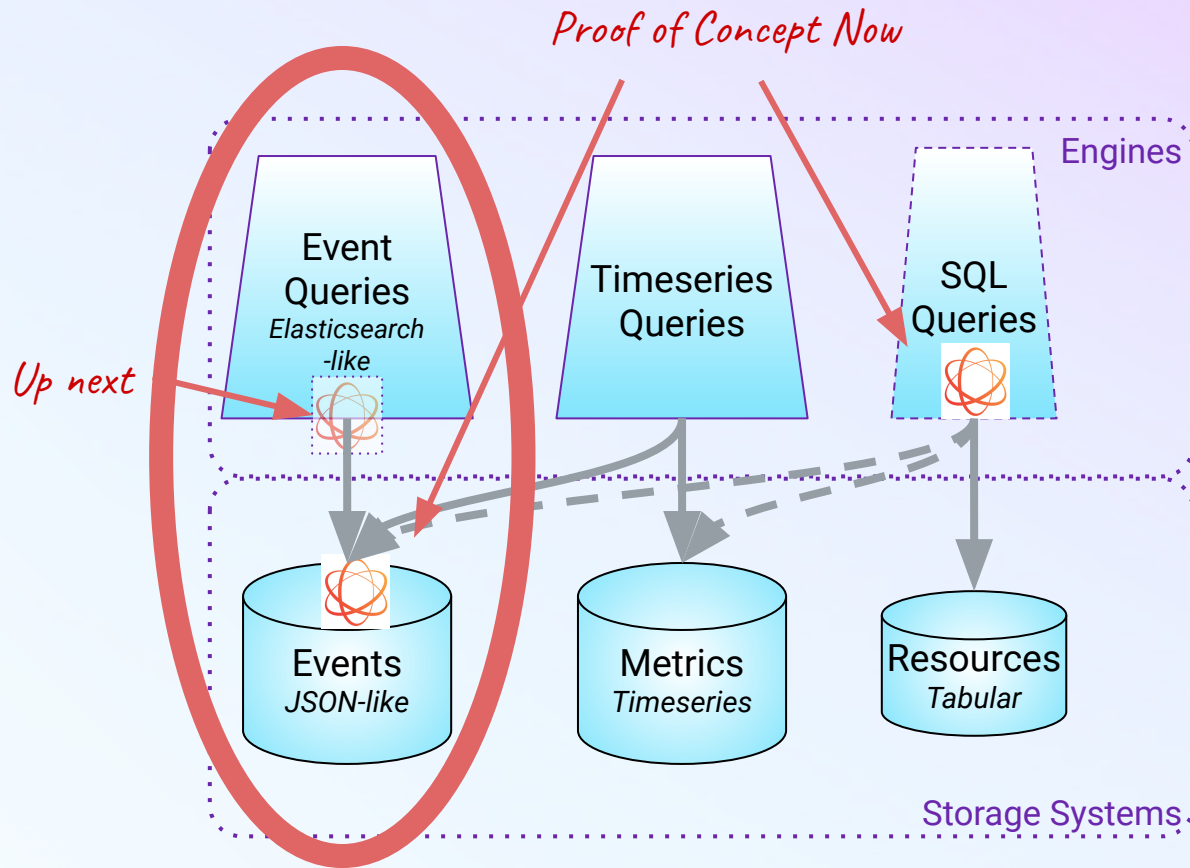 Proof of Concept Now
Engines
Event
Queries
Elasticsearch
-like
Timeseries
Queries
SQL
Queries
Up next
Events
JSON-like
Metrics
Timeseries
Resources
Tabular
Storage Systems